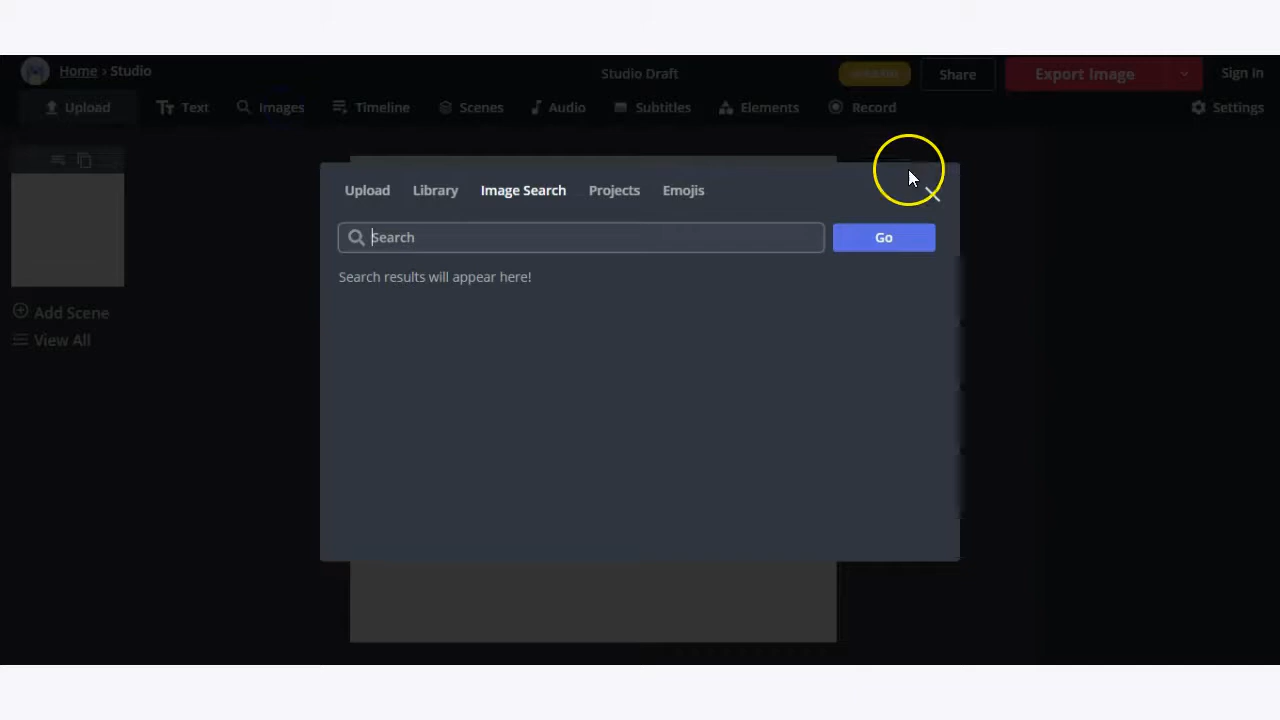 Home › Studio
Studio Draft
Share
Export Image
Sign In
Upload
Text
Images
Timeline
Scenes
Audio
Subtitles
Elements
Record
Settings
Upload
Library
Image Search
Projects
Emojis
Search
Go
Search results will appear here!
Add Scene
View All